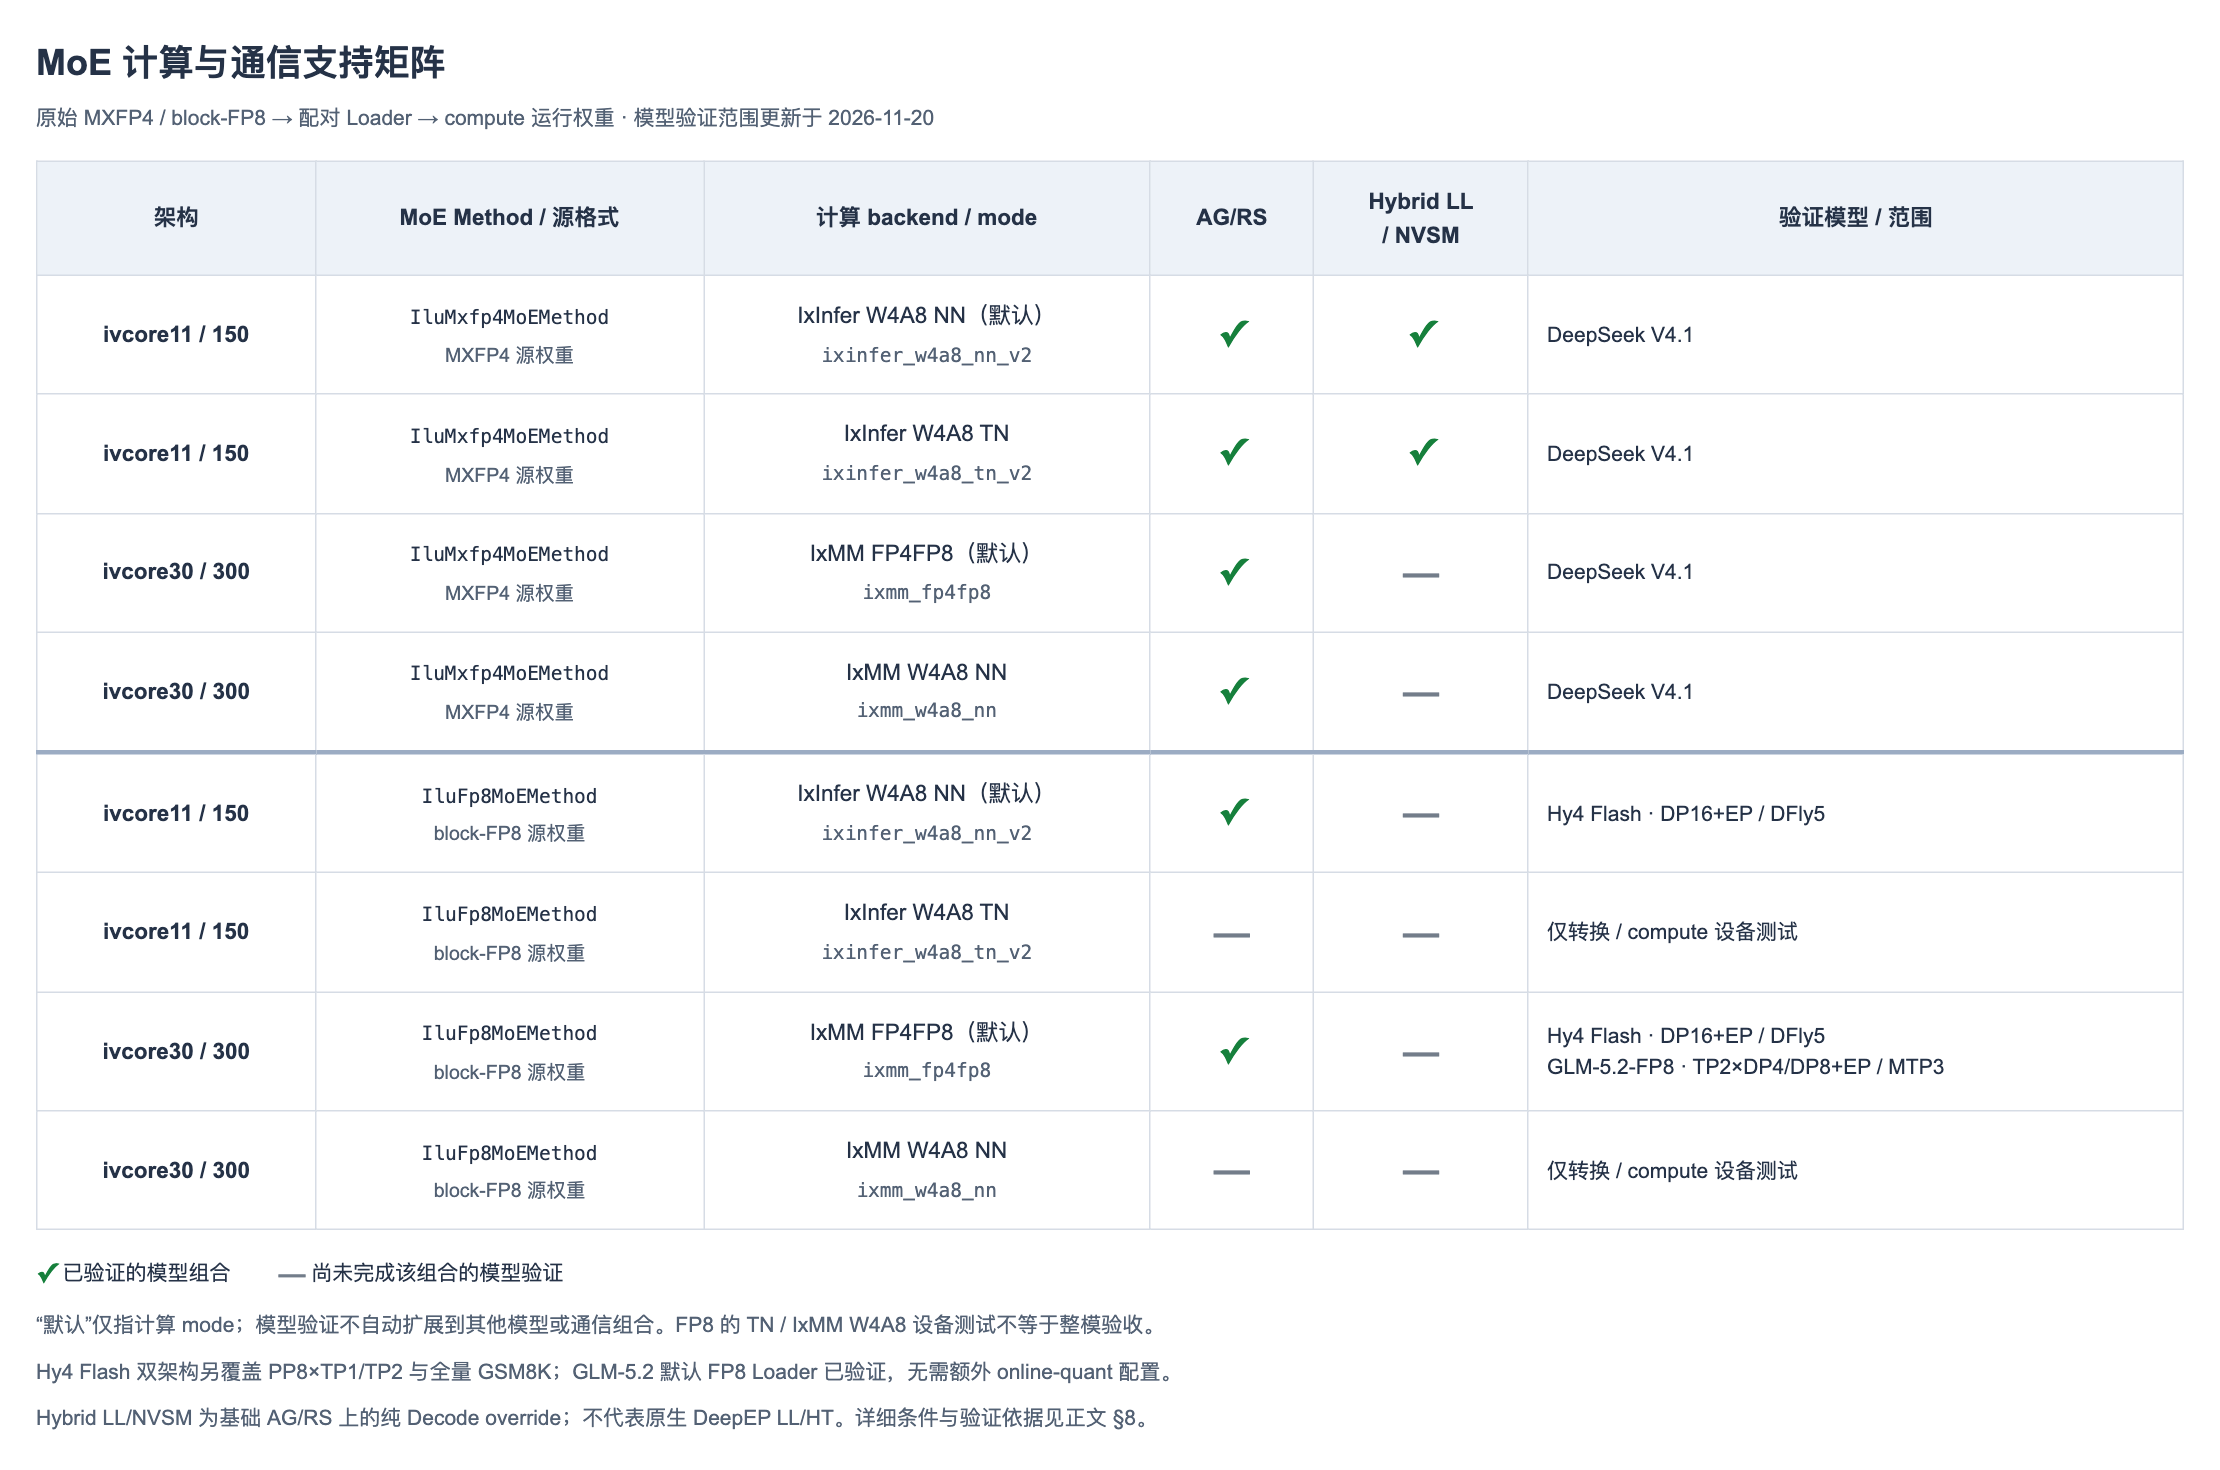 MoE 计算与通信支持矩阵
原始 MXFP4 / block-FP8 → 配对 Loader → compute 运行权重 · 模型验证范围更新于 2026-11-20
架构
MoE Method / 源格式
计算 backend / mode
AG/RS
Hybrid LL
/ NVSM
验证模型 / 范围
ivcore11 / 150
IluMxfp4MoEMethod
MXFP4 源权重
IxInfer W4A8 NN（默认）
ixinfer_w4a8_nn_v2
✓
✓
DeepSeek V4.1
ivcore11 / 150
IluMxfp4MoEMethod
MXFP4 源权重
IxInfer W4A8 TN
ixinfer_w4a8_tn_v2
✓
✓
DeepSeek V4.1
ivcore30 / 300
IluMxfp4MoEMethod
MXFP4 源权重
IxMM FP4FP8（默认）
ixmm_fp4fp8
✓
—
DeepSeek V4.1
ivcore30 / 300
IluMxfp4MoEMethod
MXFP4 源权重
IxMM W4A8 NN
ixmm_w4a8_nn
✓
—
DeepSeek V4.1
ivcore11 / 150
IluFp8MoEMethod
block-FP8 源权重
IxInfer W4A8 NN（默认）
ixinfer_w4a8_nn_v2
✓
—
Hy4 Flash · DP16+EP / DFly5
ivcore11 / 150
IluFp8MoEMethod
block-FP8 源权重
IxInfer W4A8 TN
ixinfer_w4a8_tn_v2
—
—
仅转换 / compute 设备测试
ivcore30 / 300
IluFp8MoEMethod
block-FP8 源权重
IxMM FP4FP8（默认）
ixmm_fp4fp8
✓
—
Hy4 Flash · DP16+EP / DFly5
GLM-5.2-FP8 · TP2×DP4/DP8+EP / MTP3
ivcore30 / 300
IluFp8MoEMethod
block-FP8 源权重
IxMM W4A8 NN
ixmm_w4a8_nn
—
—
仅转换 / compute 设备测试
✓ 已验证的模型组合 — 尚未完成该组合的模型验证
“默认”仅指计算 mode；模型验证不自动扩展到其他模型或通信组合。FP8 的 TN / IxMM W4A8 设备测试不等于整模验收。
Hy4 Flash 双架构另覆盖 PP8×TP1/TP2 与全量 GSM8K；GLM-5.2 默认 FP8 Loader 已验证，无需额外 online-quant 配置。
Hybrid LL/NVSM 为基础 AG/RS 上的纯 Decode override；不代表原生 DeepEP LL/HT。详细条件与验证依据见正文 §8。